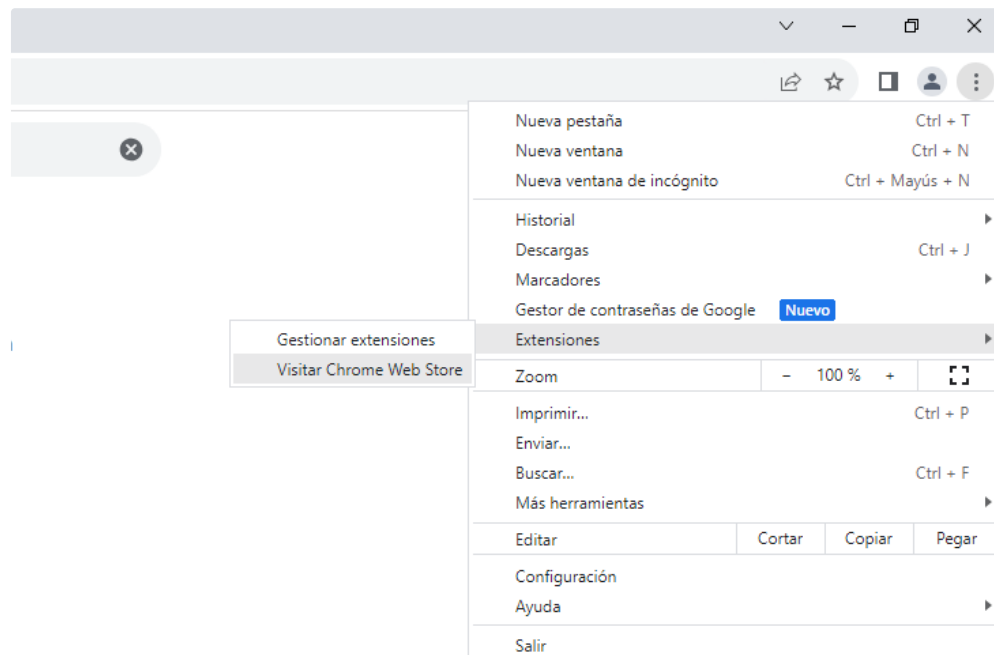 Nueva pestaña Ctrl + T
Nueva ventana Ctrl + N
Nueva ventana de incógnito Ctrl + Mayús + N
Historial
Descargas Ctrl + J
Marcadores
Gestor de contraseñas de Google Nuevo
Extensiones
Gestionar extensiones
Visitar Chrome Web Store
Zoom - 100 % +
Imprimir... Ctrl + P
Enviar...
Buscar... Ctrl + F
Más herramientas
Editar Cortar Copiar Pegar
Configuración
Ayuda
Salir